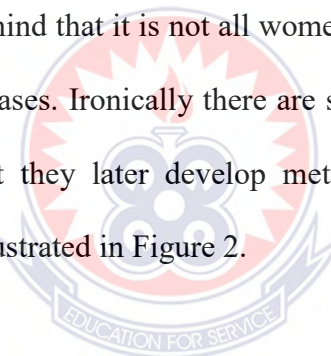 mind that it is not all wome
ases. Ironically there are s
t they later develop met
ustrated in Figure 2.
EDUCATION FOR SERVICE